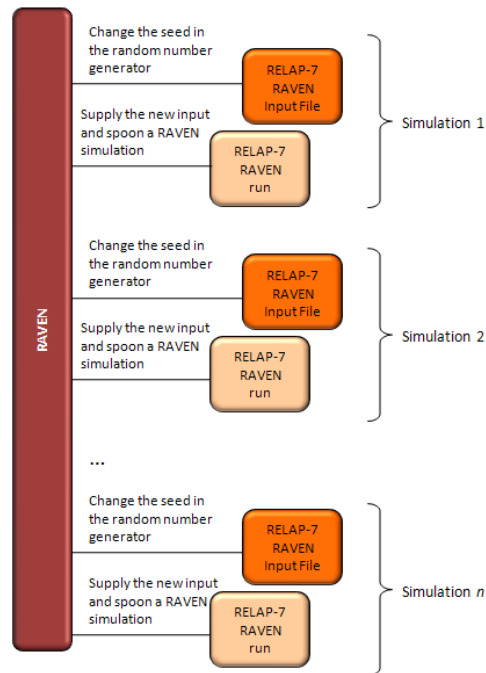 RAVEN
Change the seed in
the random number
generator
RELAP-7
RAVEN
Input File
Supply the new input
and spoon a RAVEN
simulation
RELAP-7
RAVEN
run
Simulation 1
Change the seed in
the random number
generator
RELAP-7
RAVEN
Input File
Supply the new input
and spoon a RAVEN
simulation
RELAP-7
RAVEN
run
Simulation 2
...
Change the seed in
the random number
generator
RELAP-7
RAVEN
Input File
Supply the new input
and spoon a RAVEN
simulation
RELAP-7
RAVEN
run
Simulation n